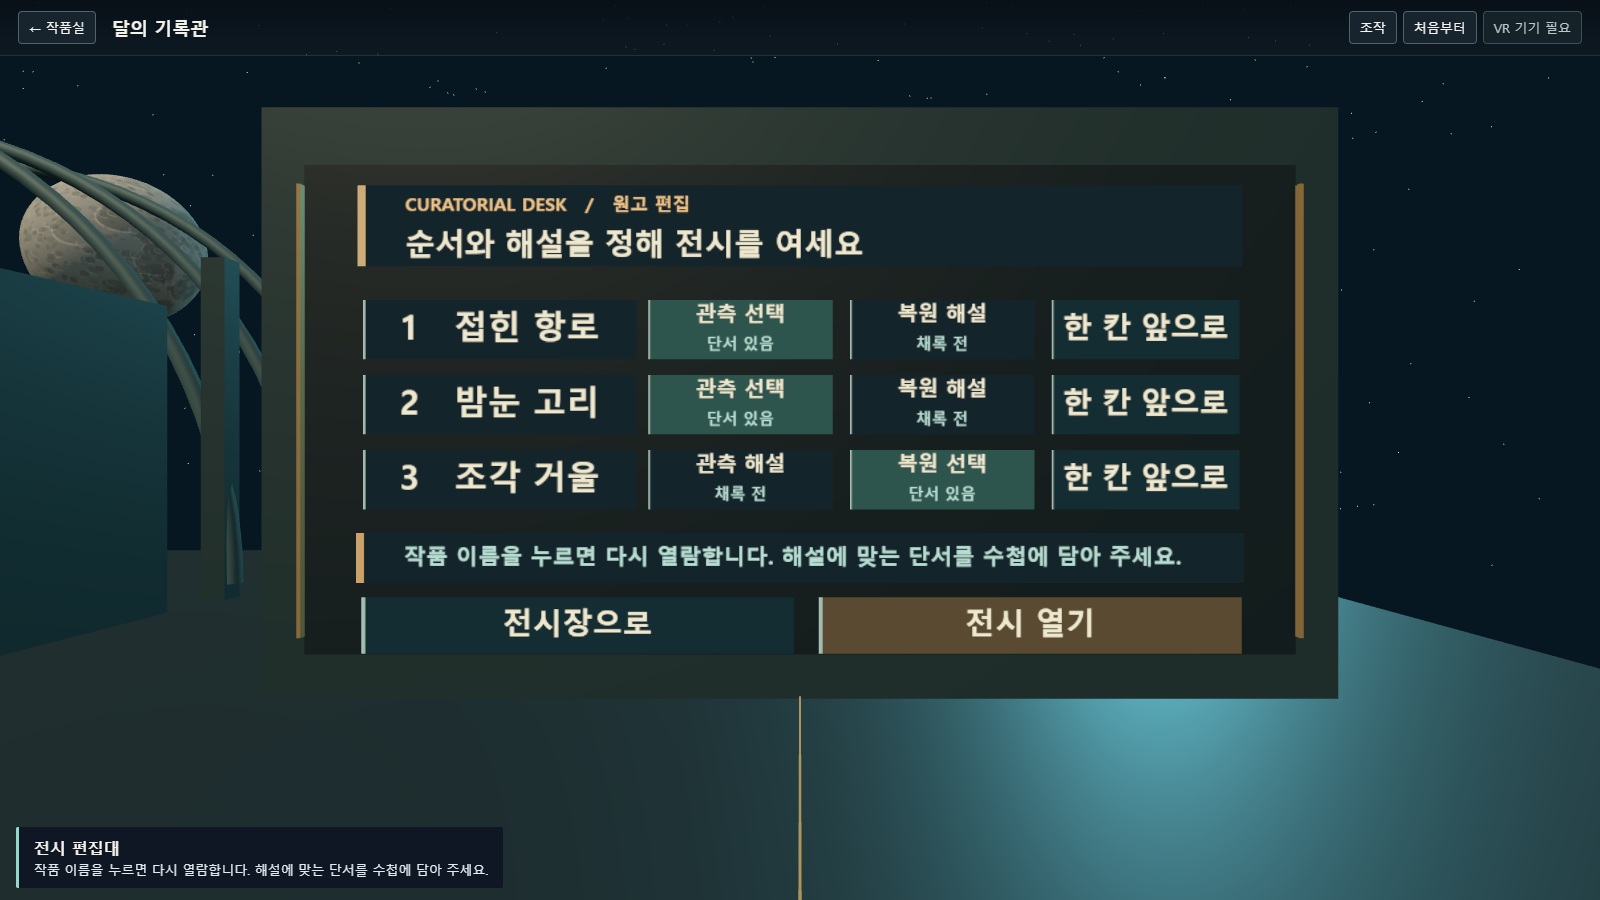 ← 작품실
달의 기록관
조작
처음부터
VR 기기 필요
CURATORIAL DESK / 원고 편집
순서와 해설을 정해 전시를 여세요
1 접힌 항로
관측 선택
단서 있음
복원 해설
채록 전
한 칸 앞으로
2 밤눈 고리
관측 선택
단서 있음
복원 해설
채록 전
한 칸 앞으로
3 조각 거울
관측 해설
채록 전
복원 선택
단서 있음
한 칸 앞으로
작품 이름을 누르면 다시 열람합니다. 해설에 맞는 단서를 수첩에 담아 주세요.
전시장으로
전시 열기
전시 편집대
작품 이름을 누르면 다시 열람합니다. 해설에 맞는 단서를 수첩에 담아 주세요.